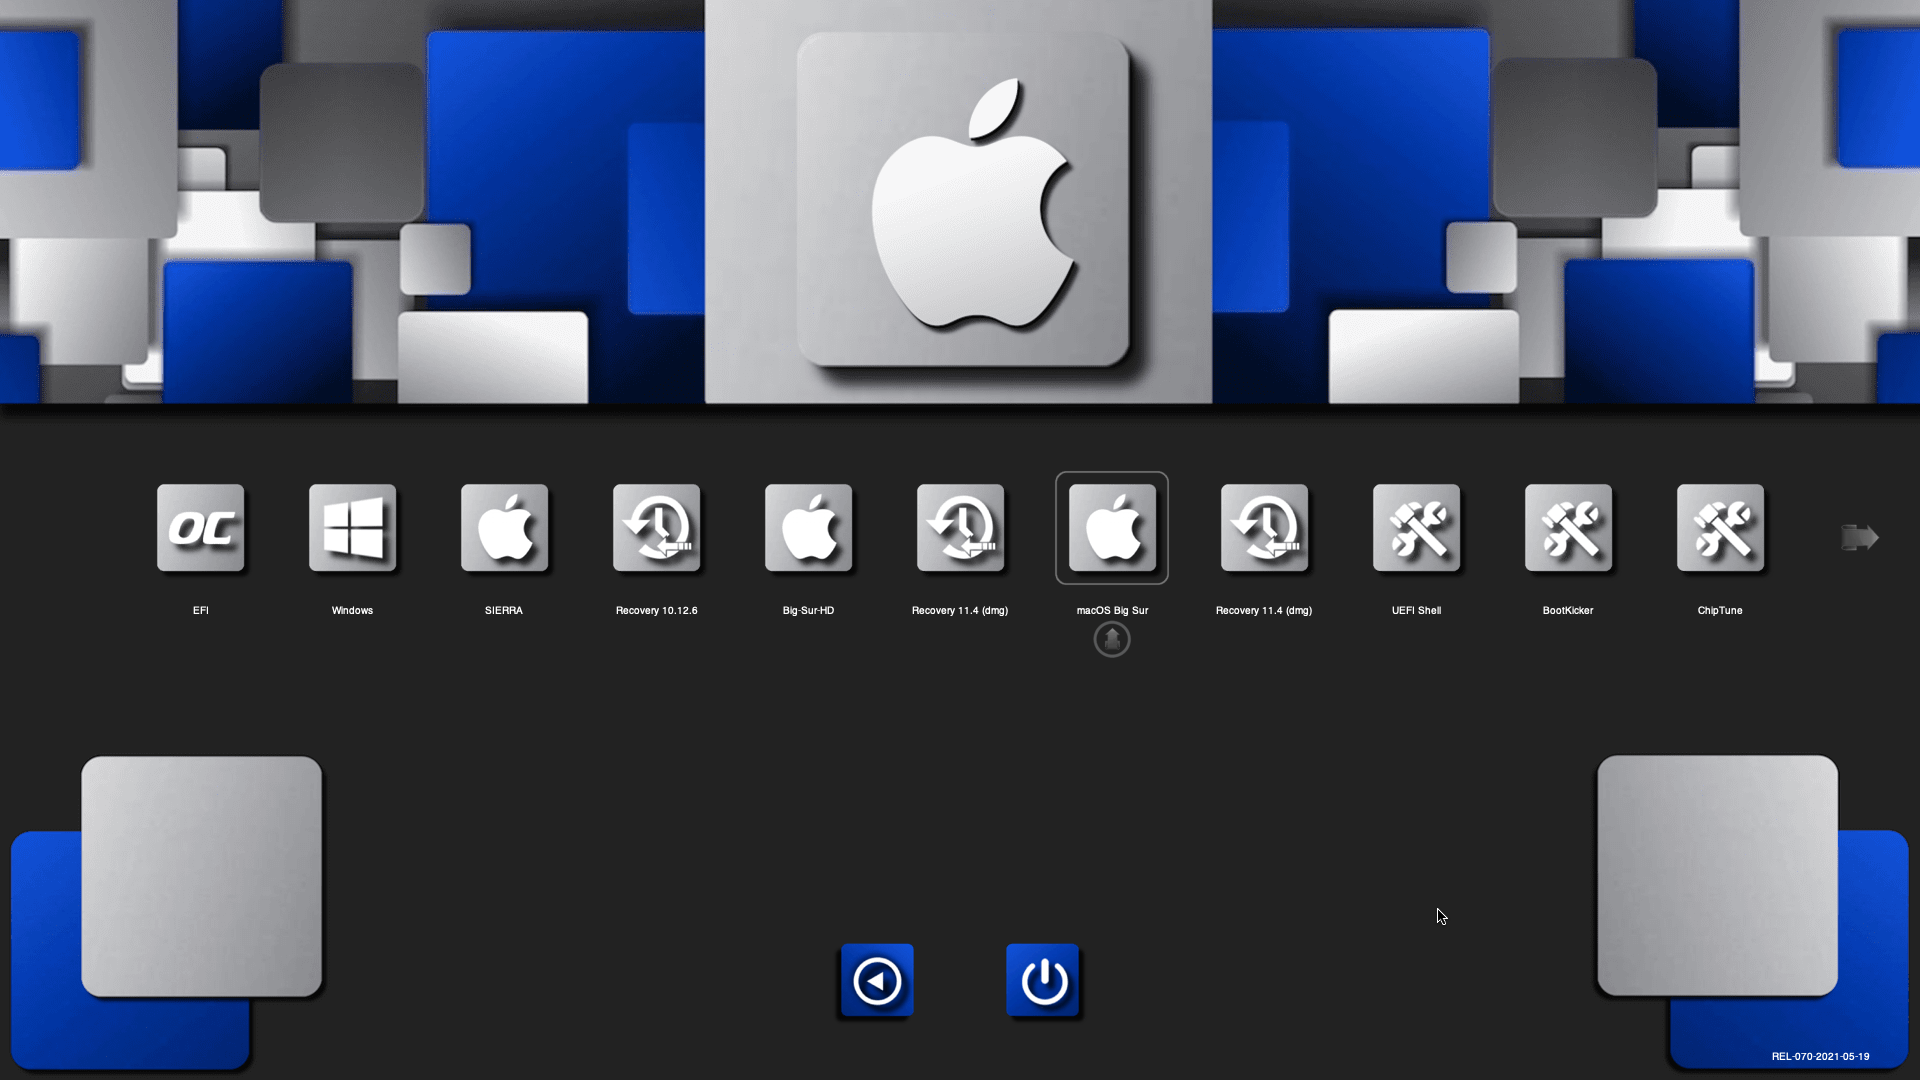 OC
EFI
Windows
SIERRA
Recovery 10.12.6
Big-Sur-HD
Recovery 11.4 (dmg)
macOS Big Sur
Recovery 11.4 (dmg)
UEFI Shell
BootKicker
ChipTune
REL-070-2021-05-19